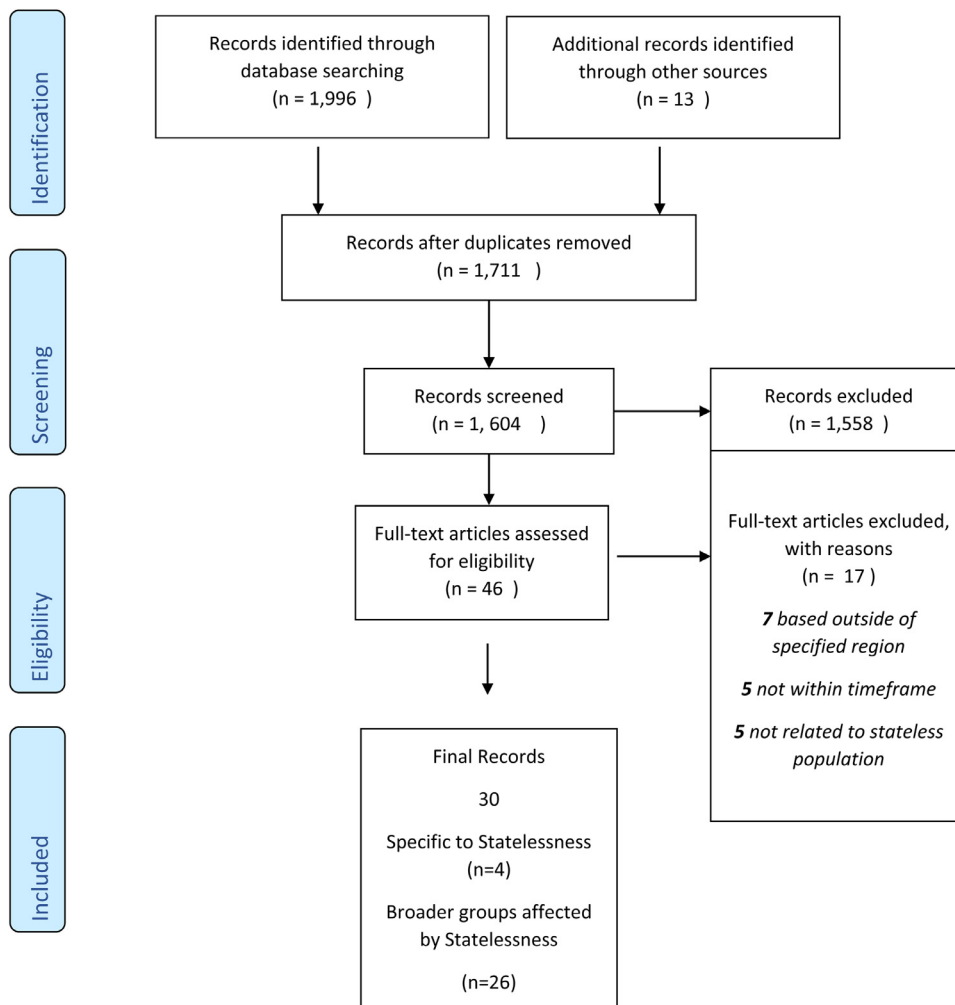 Identification
Records identified through
database searching
(n = 1,996 )
Additional records identified
through other sources
(n = 13 )
Records after duplicates removed
(n = 1,711 )
Screening
Records screened
(n = 1, 604 )
Records excluded
(n = 1,558 )
Eligibility
Full-text articles assessed
for eligibility
(n = 46 )
Full-text articles excluded,
with reasons
(n = 17 )
7 based outside of
specified region
5 not within timeframe
5 not related to stateless
population
Included
Final Records
30
Specific to Statelessness
(n=4)
Broader groups affected
by Statelessness
(n=26)